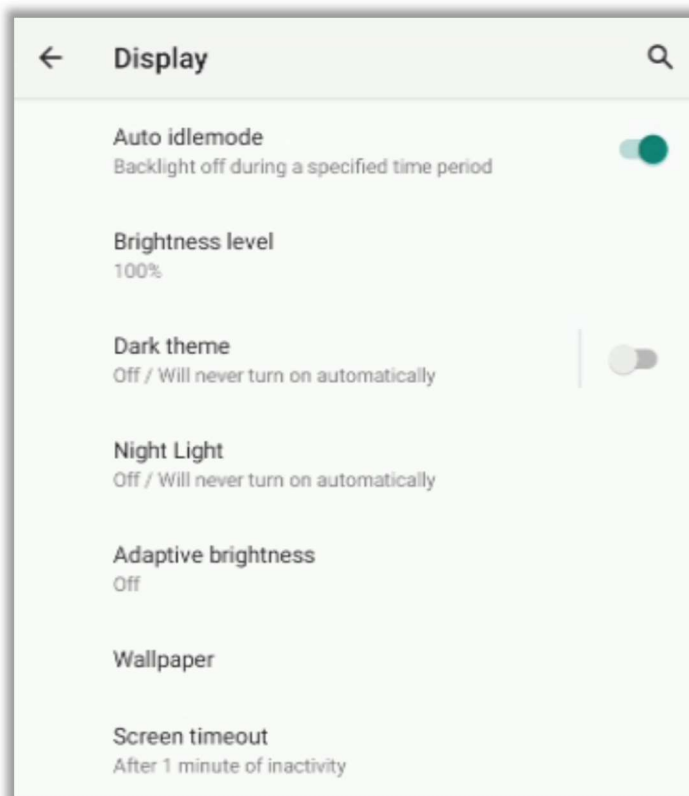 Display
Auto idlemode
Backlight off during a specified time period
Brightness level
100%
Dark theme
Off / Will never turn on automatically
Night Light
Off / Will never turn on automatically
Adaptive brightness
Off
Wallpaper
Screen timeout
After 1 minute of inactivity